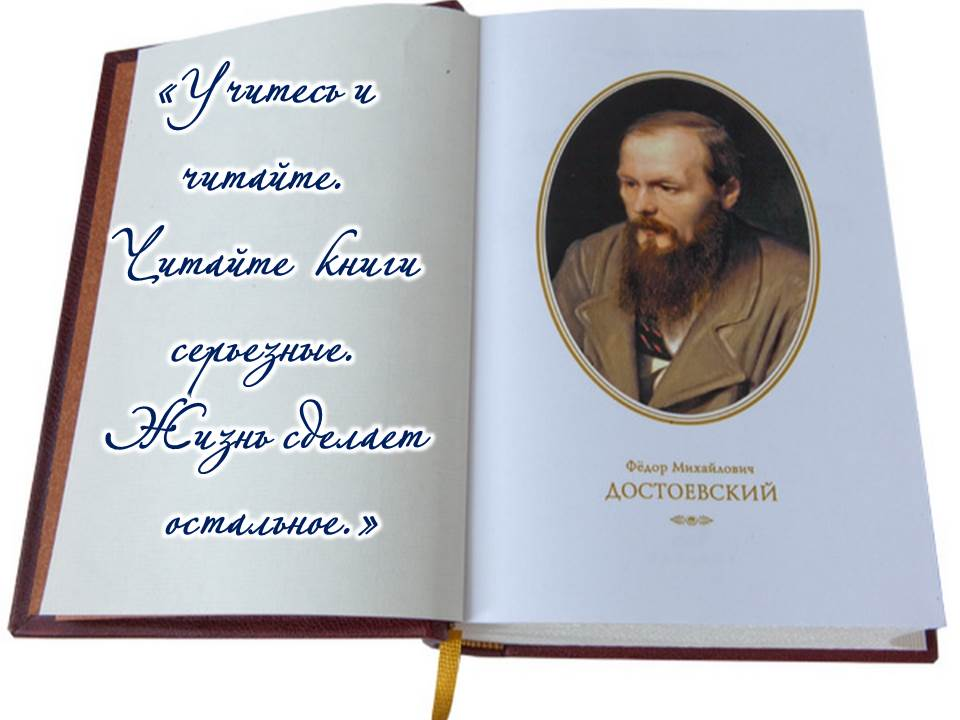 «Учитесь и
читайте.
Читайте книги
серьезные.
Жизнь сделает
остальное.»
Фёдор Михайлович
ДОСТОЕВСКИЙ